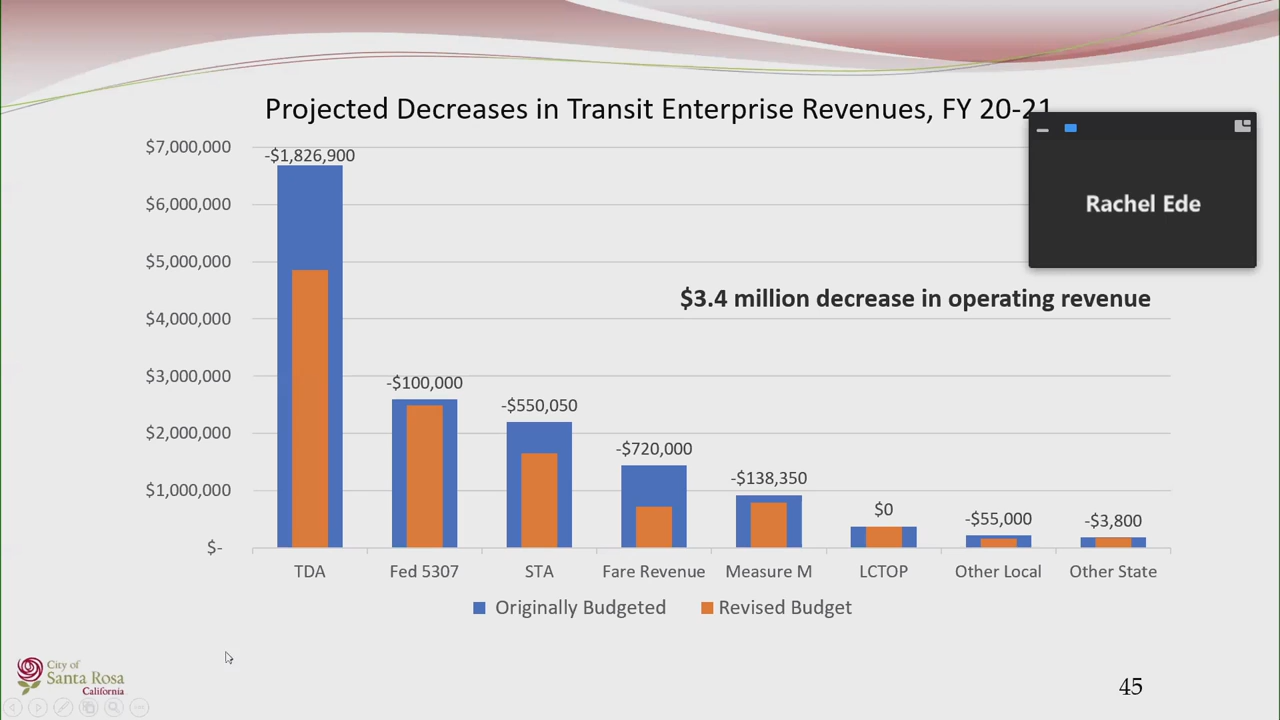 Projected Decreases in Transit Enterprise Revenues, FY 20-21
Rachel Ede
$7,000,000
$6,000,000
$5,000,000
$4,000,000
$3,000,000
$2,000,000
$1,000,000
$-
-$1,826,900
-$100,000
-$550,050
-$720,000
-$138,350
$0
-$55,000
-$3,800
$3.4 million decrease in operating revenue
TDA
Fed 5307
STA
Fare Revenue
Measure M
LCTOP
Other Local
Other State
Originally Budgeted
Revised Budget
City of
Santa Rosa
California
45